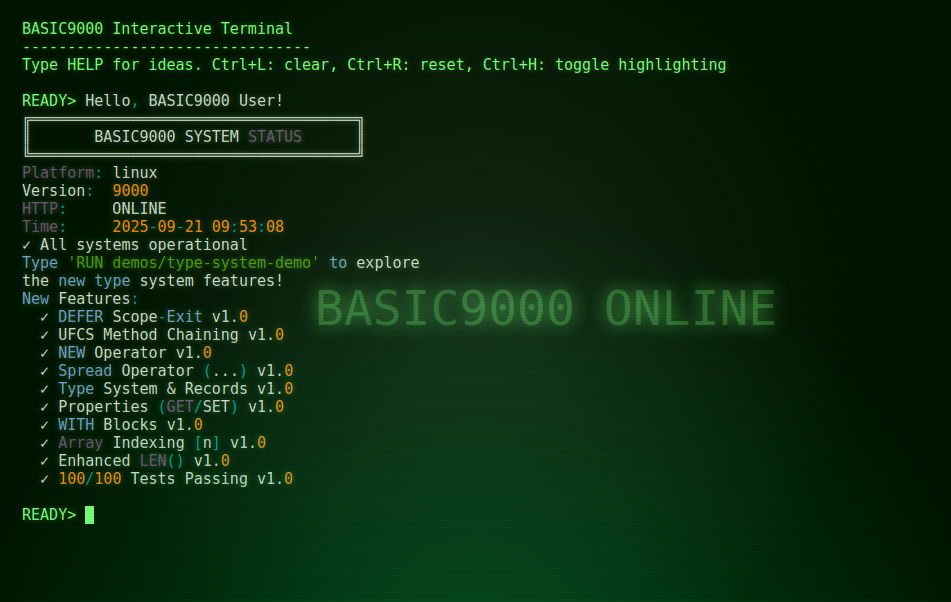 BASIC9000 Interactive Terminal
--------------------------------
Type HELP for ideas. Ctrl+L: clear, Ctrl+R: reset, Ctrl+H: toggle highlighting
READY> Hello, BASIC9000 User!
BASIC9000 SYSTEM STATUS
Platform: linux
Version: 9000
HTTP: ONLINE
Time: 2025-09-21 09:53:08
✓ All systems operational
Type 'RUN demos/type-system-demo' to explore
the new type system features!
New Features:
✓ DEFER Scope-Exit v1.0
✓ UFCS Method Chaining v1.0
✓ NEW Operator v1.0
✓ Spread Operator (...) v1.0
✓ Type System & Records v1.0
✓ Properties (GET/SET) v1.0
✓ WITH Blocks v1.0
✓ Array Indexing [n] v1.0
✓ Enhanced LEN() v1.0
✓ 100/100 Tests Passing v1.0
READY>
BASIC9000 ONLINE